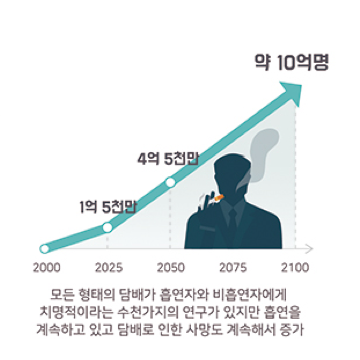 약 10억명
4억 5천만
1억 5천만
2000 2025 2050 2075 2100
모든 형태의 담배가 흡연자와 비흡연자에게
치명적이라는 수천가지의 연구가 있지만 흡연을
계속하고 있고 담배로 인한 사망도 계속해서 증가